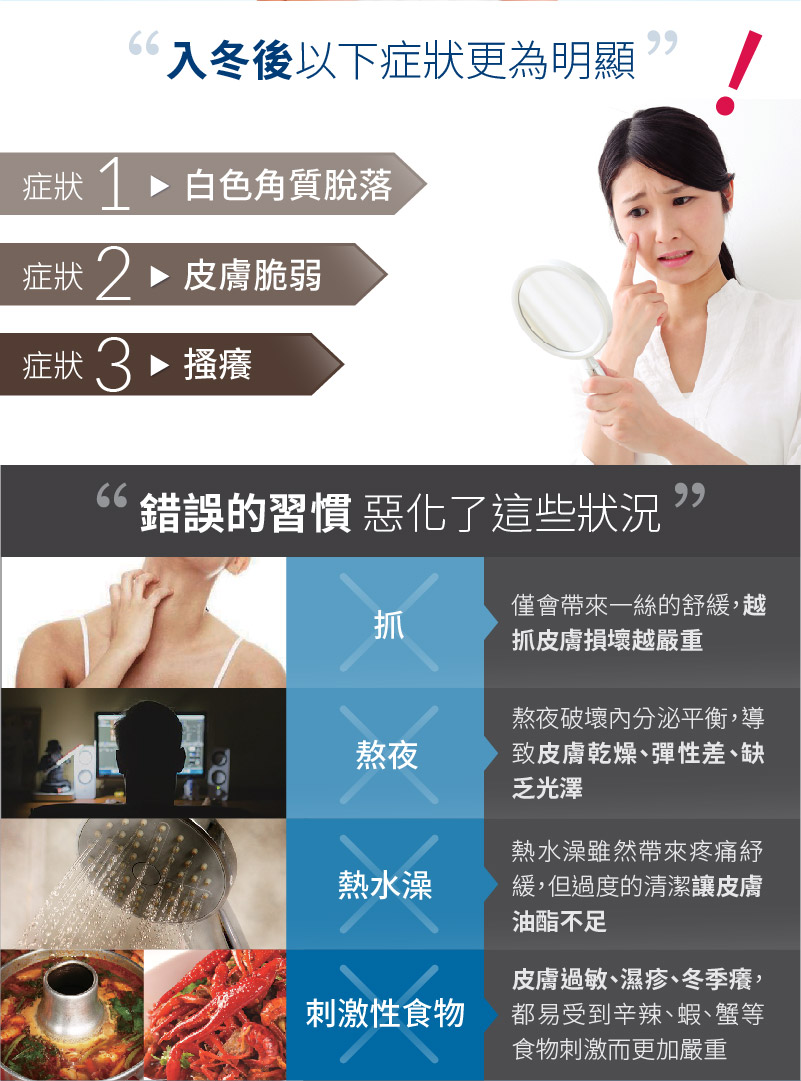 “入冬後以下症狀更為明顯”!
症狀 1 ▶ 白色角質脫落
症狀 2 ▶ 皮膚脆弱
症狀 3 ▶ 搔癢
“錯誤的習慣 惡化了這些狀況”
抓
僅會帶來一絲的舒緩,越
抓皮膚損壞越嚴重
熬夜
熬夜破壞內分泌平衡,導
致皮膚乾燥、彈性差、缺
乏光澤
熱水澡
熱水澡雖然帶來疼痛紓
緩,但過度的清潔讓皮膚
油酯不足
刺激性食物
皮膚過敏、濕疹、冬季癢,
都易受到辛辣、蝦、蟹等
食物刺激而更加嚴重